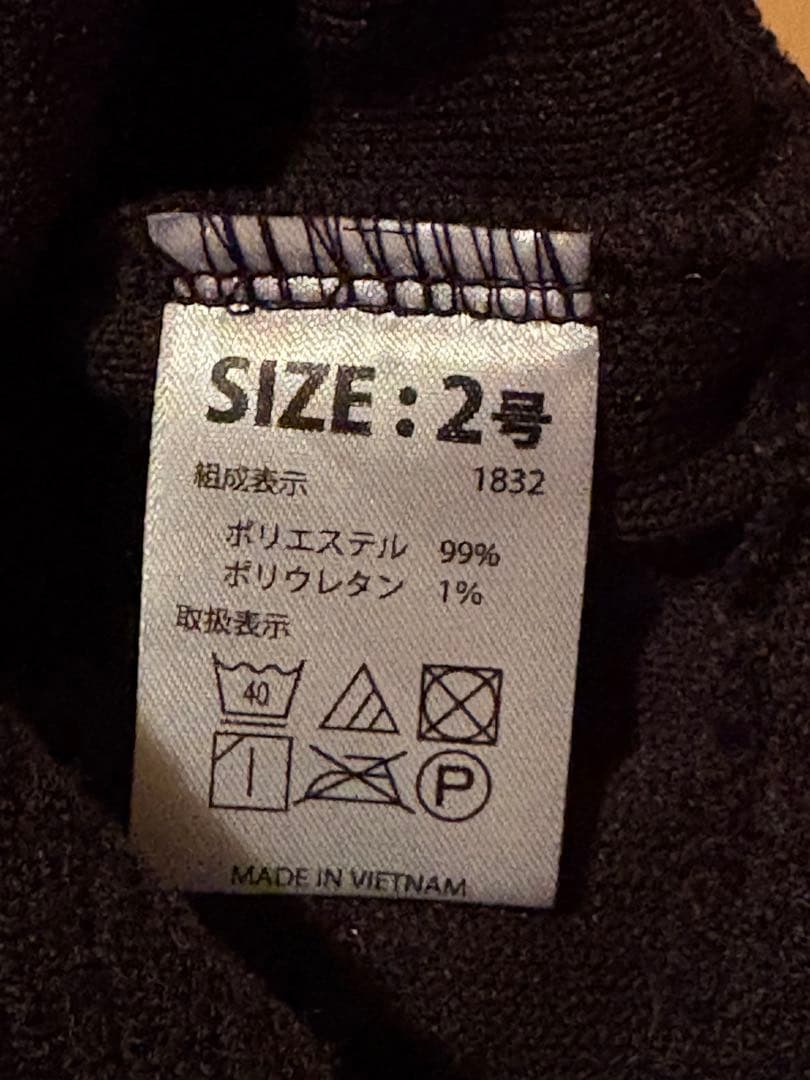 SIZE : 2号
組成表示 1832
ポリエステル 99%
ポリウレタン 1%
取扱表示
40
P
MADE IN VIETNAM